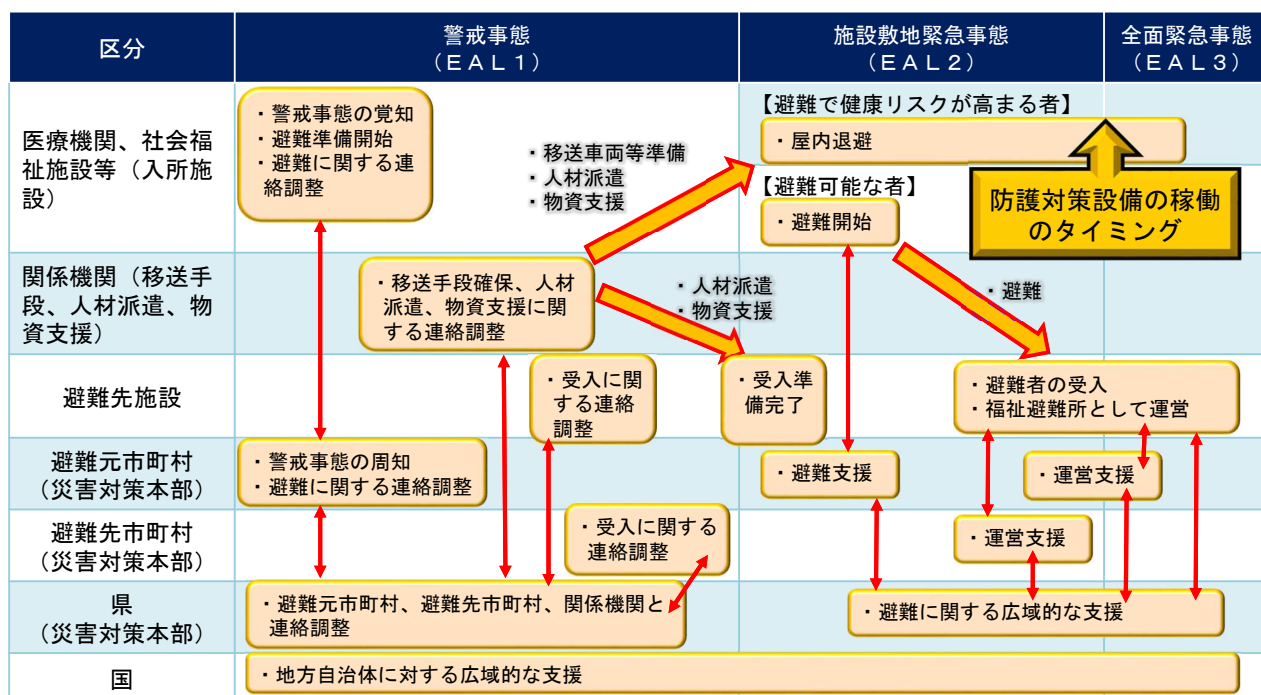 区分
警戒事態
（ＥＡＬ１）
施設敷地緊急事態
（ＥＡＬ２）
全面緊急事態
（ＥＡＬ３）
医療機関、社会福
祉施設等（入所施
設）
・警戒事態の覚知
・避難準備開始
・避難に関する連
絡調整
・移送車両等準備
・人材派遣
・物資支援
【避難で健康リスクが高まる者】
・屋内退避
【避難可能な者】
・避難開始
防護対策設備の稼働
のタイミング
関係機関（移送手
段、人材派遣、物
資支援）
・移送手段確保、人材
派遣、物資支援に関
する連絡調整
・人材派遣
・物資支援
・避難
避難先施設
・受入に関
する連絡
調整
・受入準
備完了
・避難者の受入
・福祉避難所として運営
避難元市町村
（災害対策本部）
・警戒事態の周知
・避難に関する連絡調整
・避難支援
・運営支援
避難先市町村
（災害対策本部）
・受入に関する
連絡調整
・運営支援
県
（災害対策本部）
・避難元市町村、避難先市町村、関係機関と
連絡調整
・避難に関する広域的な支援
国
・地方自治体に対する広域的な支援